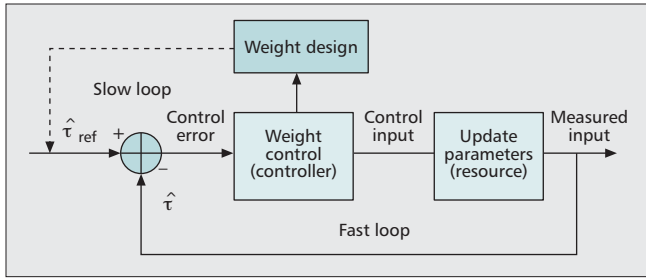 Weight design
Slow loop
τ̂ ref
+
Control
error
Weight
control
(controller)
Control
input
Update
parameters
(resource)
Measured
input
−
τ̂
Fast loop